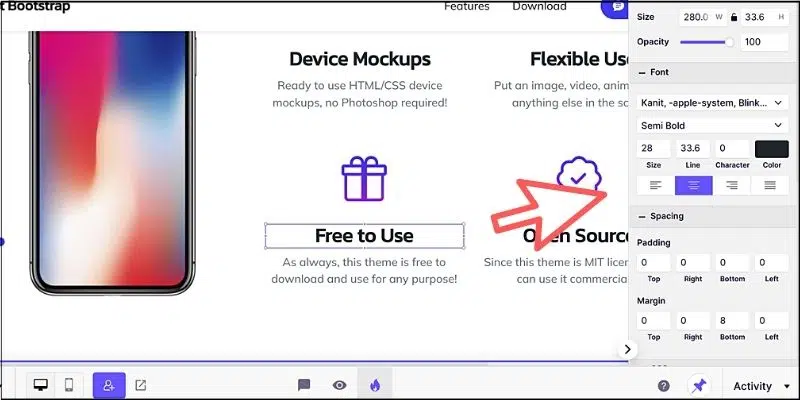 t Bootstrap
Features
Download
Device Mockups
Ready to use HTML/CSS device
mockups, no Photoshop required!
Flexible Use
Put an image, video, anim
anything else in the sc
Free to Use
As always, this theme is free to
download and use for any purpose!
Open Source
Since this theme is MIT licen
can use it commercia
Size
280.0
W
33.6
H
Opacity
100
Font
Kanit, -apple-system, Blink...
Semi Bold
28
33.6
0
Size
Line
Character
Color
Spacing
Padding
0
0
0
0
Top
Right
Bottom
Left
Margin
0
0
8
0
Top
Right
Bottom
Left
Activity